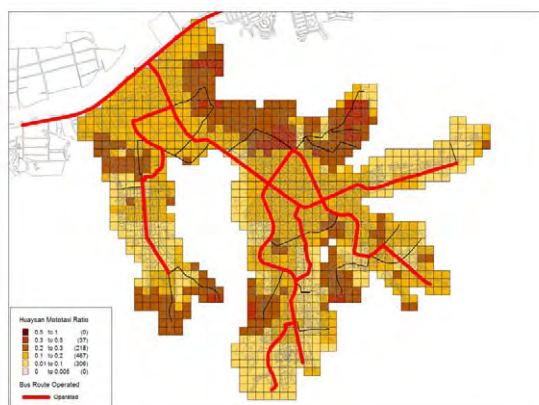 Huaysan Mototaxi Ratio
0.5 to 1 (0)
0.3 to 0.5 (37)
0.2 to 0.3 (218)
0.1 to 0.2 (467)
0.01 to 0.1 (306)
0 to 0.005 (0)
Bus Route Operated
Operated